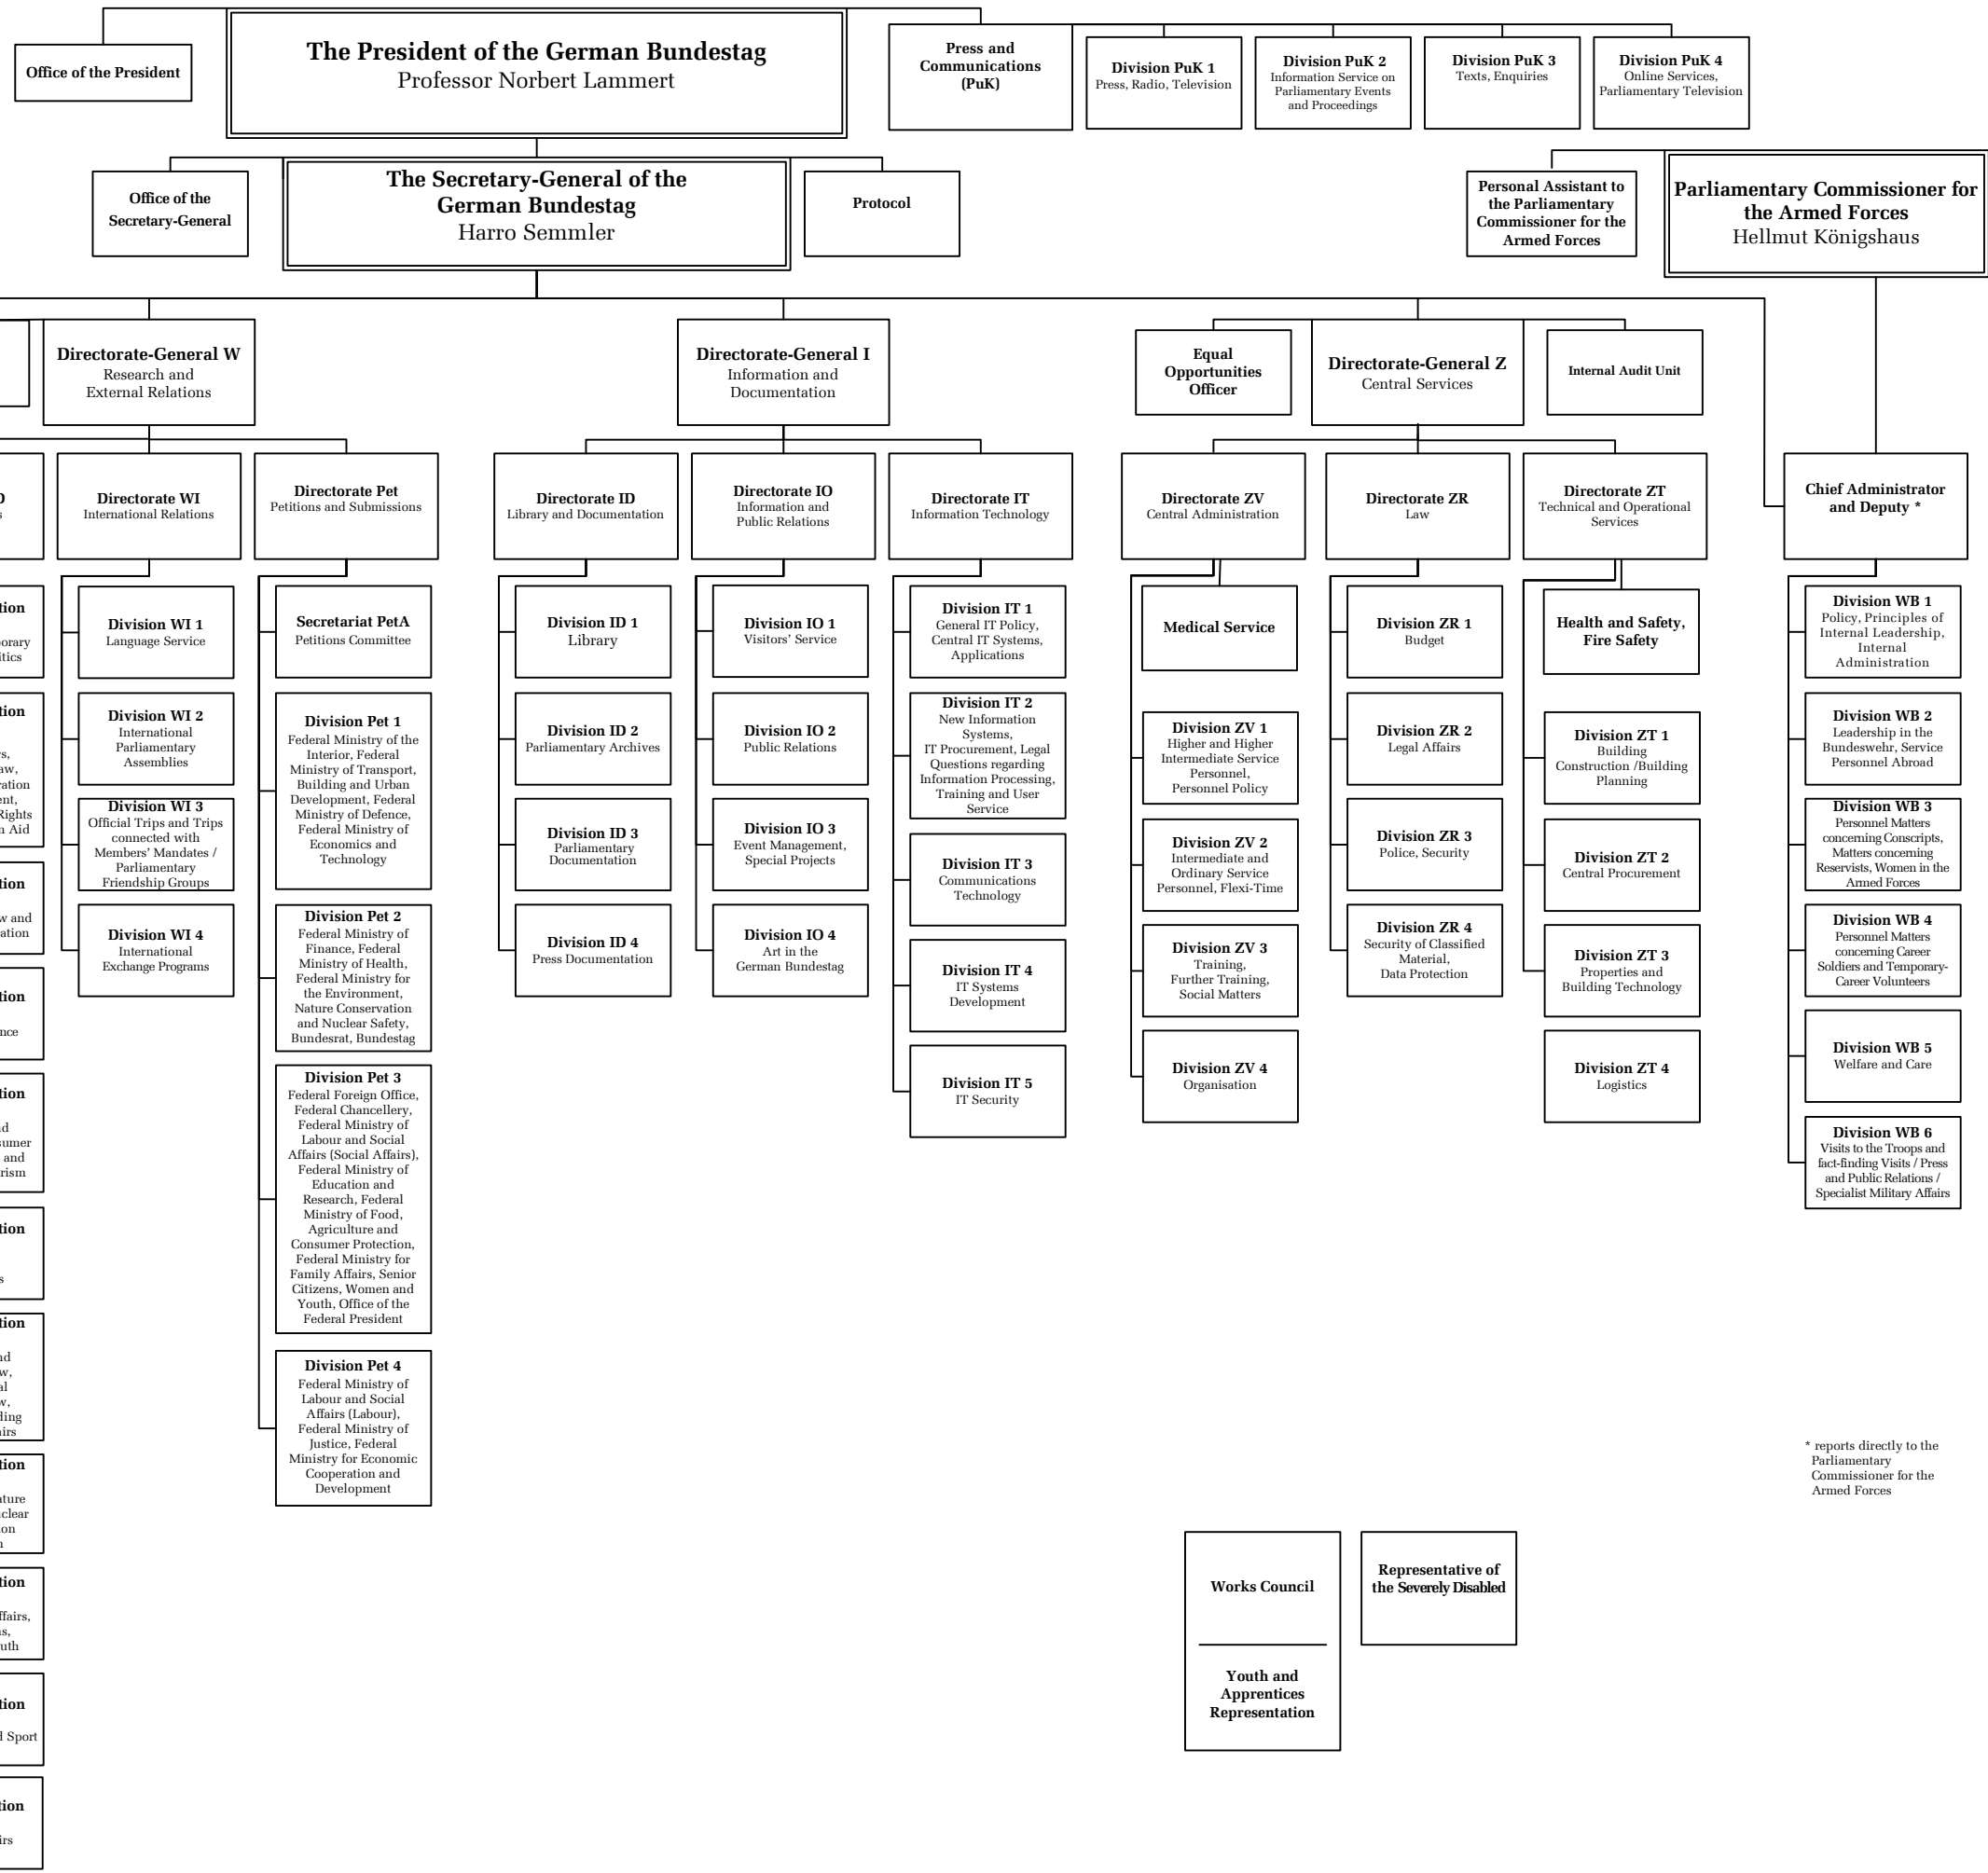 Office of the President
The President of the German Bundestag
Professor Norbert Lammert
Press and
Communications
(PuK)
Division PuK 1
Press, Radio, Television
Division PuK 2
Information Service on
Parliamentary Events
and Proceedings
Division PuK 3
Texts, Enquiries
Division PuK 4
Online Services,
Parliamentary Television
Office of the
Secretary-General
The Secretary-General of the
German Bundestag
Harro Semmler
Protocol
Personal Assistant to
the Parliamentary
Commissioner for the
Armed Forces
Parliamentary Commissioner for
the Armed Forces
Hellmut Königshaus
Directorate-General W
Research and
External Relations
Directorate-General I
Information and
Documentation
Equal
Opportunities
Officer
Directorate-General Z
Central Services
Internal Audit Unit
Directorate WI
International Relations
Directorate Pet
Petitions and Submissions
Directorate ID
Library and Documentation
Directorate IO
Information and
Public Relations
Directorate IT
Information Technology
Directorate ZV
Central Administration
Directorate ZR
Law
Directorate ZT
Technical and Operational
Services
Chief Administrator
and Deputy *
Division WI 1
Language Service
Division WI 2
International
Parliamentary
Assemblies
Division WI 3
Official Trips and Trips
connected with
Members’ Mandates /
Parliamentary
Friendship Groups
Division WI 4
International
Exchange Programs
Secretariat PetA
Petitions Committee
Division Pet 1
Federal Ministry of the
Interior, Federal
Ministry of Transport,
Building and Urban
Development, Federal
Ministry of Defence,
Federal Ministry of
Economics and
Technology
Division Pet 2
Federal Ministry of
Finance, Federal
Ministry of Health,
Federal Ministry for
the Environment,
Nature Conservation
and Nuclear Safety,
Bundesrat, Bundestag
Division Pet 3
Federal Foreign Office,
Federal Chancellery,
Federal Ministry of
Labour and Social
Affairs (Social Affairs),
Federal Ministry of
Education and
Research, Federal
Ministry of Food,
Agriculture and
Consumer Protection,
Federal Ministry for
Family Affairs, Senior
Citizens, Women and
Youth, Office of the
Federal President
Division Pet 4
Federal Ministry of
Labour and Social
Affairs (Labour),
Federal Ministry of
Justice, Federal
Ministry for Economic
Cooperation and
Development
Division ID 1
Library
Division ID 2
Parliamentary Archives
Division ID 3
Parliamentary
Documentation
Division ID 4
Press Documentation
Division IO 1
Visitors’ Service
Division IO 2
Public Relations
Division IO 3
Event Management,
Special Projects
Division IO 4
Art in the
German Bundestag
Division IT 1
General IT Policy,
Central IT Systems,
Applications
Division IT 2
New Information
Systems,
IT Procurement, Legal
Questions regarding
Information Processing,
Training and User
Service
Division IT 3
Communications
Technology
Division IT 4
IT Systems
Development
Division IT 5
IT Security
Medical Service
Division ZV 1
Higher and Higher
Intermediate Service
Personnel,
Personnel Policy
Division ZV 2
Intermediate and
Ordinary Service
Personnel, Flexi-Time
Division ZV 3
Training,
Further Training,
Social Matters
Division ZV 4
Organisation
Division ZR 1
Budget
Division ZR 2
Legal Affairs
Division ZR 3
Police, Security
Division ZR 4
Security of Classified
Material,
Data Protection
Health and Safety,
Fire Safety
Division ZT 1
Building
Construction /Building
Planning
Division ZT 2
Central Procurement
Division ZT 3
Properties and
Building Technology
Division ZT 4
Logistics
Division WB 1
Policy, Principles of
Internal Leadership,
Internal
Administration
Division WB 2
Leadership in the
Bundeswehr, Service
Personnel Abroad
Division WB 3
Personnel Matters
concerning Conscripts,
Matters concerning
Reservists, Women in the
Armed Forces
Division WB 4
Personnel Matters
concerning Career
Soldiers and Temporary-
Career Volunteers
Division WB 5
Welfare and Care
Division WB 6
Visits to the Troops and
fact-finding Visits / Press
and Public Relations /
Specialist Military Affairs
* reports directly to the
Parliamentary
Commissioner for the
Armed Forces
Works Council
Youth and
Apprentices
Representation
Representative of
the Severely Disabled